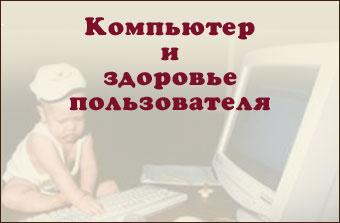 Компьютер
и
здоровье
пользователя